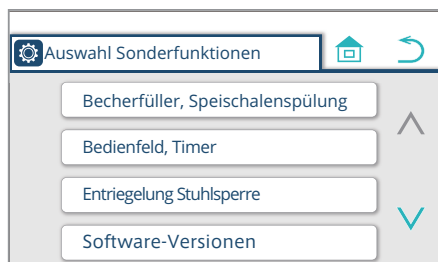 Auswahl Sonderfunktionen
Becherfüller, Speischalenspülung
Bedienfeld, Timer
Entriegelung Stuhlsperre
Software-Versionen